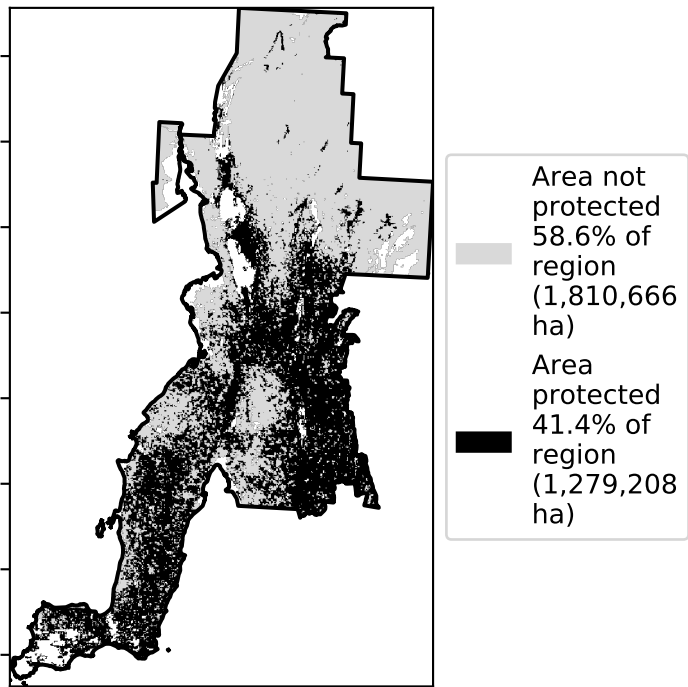 Area not
protected
58.6% of
region
(1,810,666
ha)
Area
protected
41.4% of
region
(1,279,208
ha)